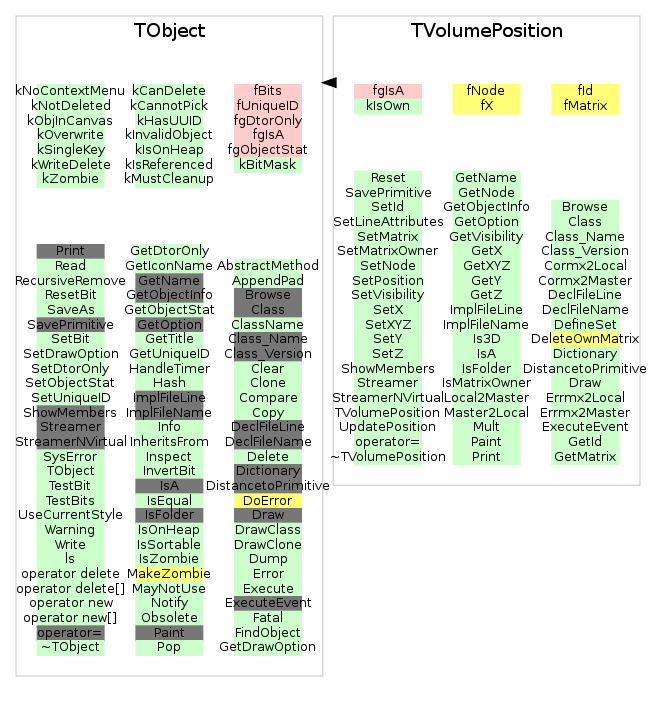 TObject
kNoContextMenu kCanDelete fBits
kNotDeleted kCannotPick fUniqueID
kObjInCanvas kHasUUID fgDtorOnly
kOverwrite kInvalidObject fgIsA
kSingleKey kIsOnHeap fgObjectStat
kWriteDelete kIsReferenced kBitMask
kZombie kMustCleanup
Print GetDtorOnly
Read GetIconName AbstractMethod
RecursiveRemove GetName AppendPad
ResetBit GetObjectInfo Browse
SaveAs GetObjectStat Class
SavePrimitive GetOption ClassName
SetBit GetTitle Class_Name
SetDrawOption GetUniqueID Class_Version
SetDtorOnly HandleTimer Clear
SetObjectStat Hash Clone
SetUniqueID ImplFileLine Compare
ShowMembers ImplFileName Copy
Streamer Info DeclFileLine
StreamerNVirtual InheritsFrom DeclFileName
SysError Inspect Delete
TObject InvertBit Dictionary
TestBit IsA DistancetoPrimitive
TestBits IsEqual DoError
UseCurrentStyle IsFolder Draw
Warning IsOnHeap DrawClass
Write IsSortable DrawClone
ls IsZombie Dump
operator delete MakeZombie Error
operator delete[] MayNotUse Execute
operator new Notify ExecuteEvent
operator new[] Obsolete Fatal
operator= Paint FindObject
~TObject Pop GetDrawOption
TVolumePosition
fgIsA fNode fId
kIsOwn fX fMatrix
Reset GetName
SavePrimitive GetNode
SetId GetObjectInfo Browse
SetLineAttributes GetOption Class
SetMatrix GetVisibility Class_Name
SetMatrixOwner GetX Class_Version
SetNode GetXYZ Cormx2Local
SetPosition GetY Cormx2Master
SetVisibility GetZ DeclFileLine
SetX ImplFileLine DeclFileName
SetXYZ ImplFileName DefineSet
SetY Is3D DeleteOwnMatrix
SetZ IsA Dictionary
ShowMembers IsFolder DistancetoPrimitive
Streamer IsMatrixOwner Draw
StreamerNVirtual Local2Master Errmx2Local
TVolumePosition Master2Local Errmx2Master
UpdatePosition Mult ExecuteEvent
operator= Paint GetId
~TVolumePosition Print GetMatrix